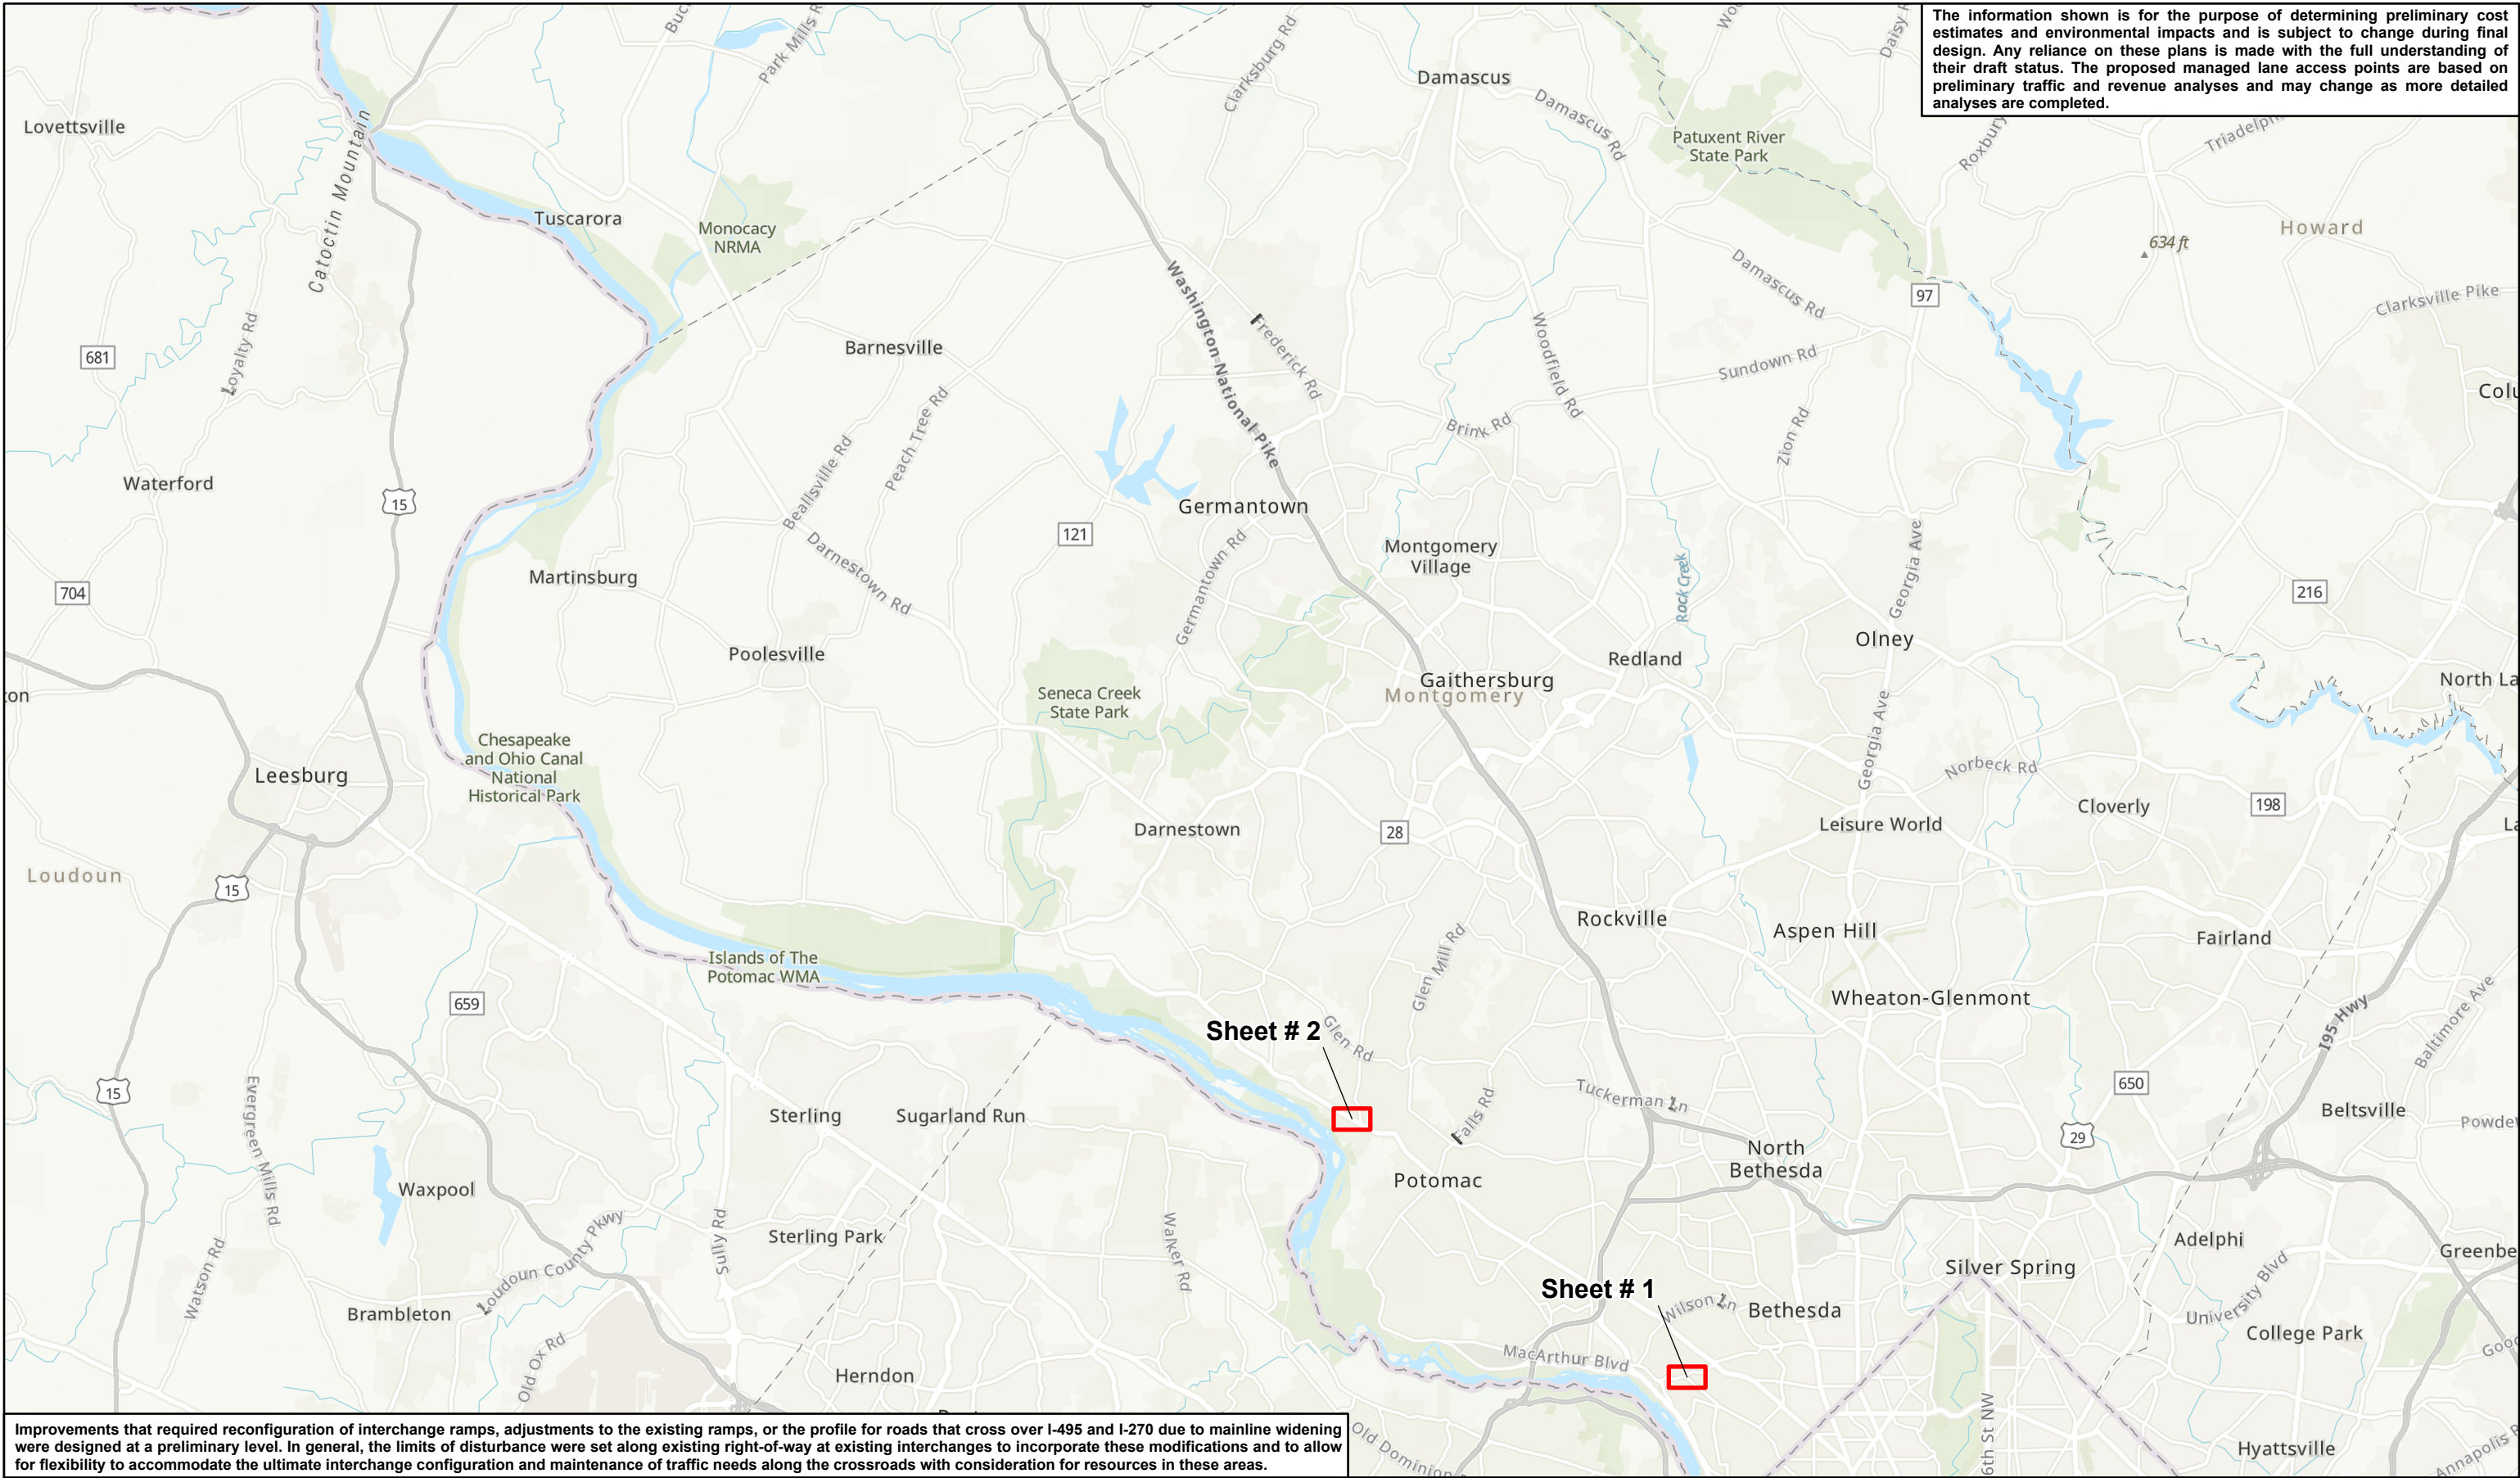 The information shown is for the purpose of determining preliminary cost
estimates and environmental impacts and is subject to change during final
design. Any reliance on these plans is made with the full understanding of
their draft status. The proposed managed lane access points are based on
preliminary traffic and revenue analyses and may change as more detailed
analyses are completed.
Park Mills R
Clarksburg Rd
Damascus
Daisy R
Lovettsville
Catoctin Mountain
Damascus Rd
Patuxent River
State Park
Roxbury
Triadelph
Tuscarora
Monocacy
NRMA
Howard
634 ft
Washington National Pike
Damascus Rd
97
Clarksville Pike
681
Loyalty Rd
Barnesville
Frederick Rd
Woodfield Rd
Sundown Rd
Colu
Peach Tree Rd
Brink Rd
Zion Rd
Waterford
15
Beallsville Rd
Germantown
121
Darnestown Rd
Germantown Rd
Montgomery
Village
Rock Creek
Georgia Ave
Martinsburg
704
216
Poolesville
Olney
Redland
Gaithersburg
Montgomery
Seneca Creek
State Park
North La
ton
Georgia Ave
Chesapeake
and Ohio Canal
National
Historical Park
Leesburg
Norbeck Rd
Cloverly
198
Darnestown
28
Leisure World
La
Loudoun
15
Rockville
Aspen Hill
Fairland
Islands of The
Potomac WMA
Glen Mill Rd
659
Wheaton-Glenmont
Sheet # 2
Glen Rd
I95 Hwy
Baltimore Ave
15
Evergreen Mills Rd
Sterling
Sugarland Run
Falls Rd
Tuckerman Ln
650
Beltsville
Powde
29
North
Bethesda
Waxpool
Potomac
Loudoun County Pkwy
Sully Rd
Sterling Park
Walker Rd
Adelphi
Greenbe
Silver Spring
Watson Rd
Sheet # 1
Wilson Ln
Bethesda
University Blvd
Brambleton
College Park
Old Ox Rd
MacArthur Blvd
Goo
Herndon
Old Dominion
6th St NW
Hyattsville
Annapolis R
Improvements that required reconfiguration of interchange ramps, adjustments to the existing ramps, or the profile for roads that cross over I-495 and I-270 due to mainline widening
were designed at a preliminary level. In general, the limits of disturbance were set along existing right-of-way at existing interchanges to incorporate these modifications and to allow
for flexibility to accommodate the ultimate interchange configuration and maintenance of traffic needs along the crossroads with consideration for resources in these areas.